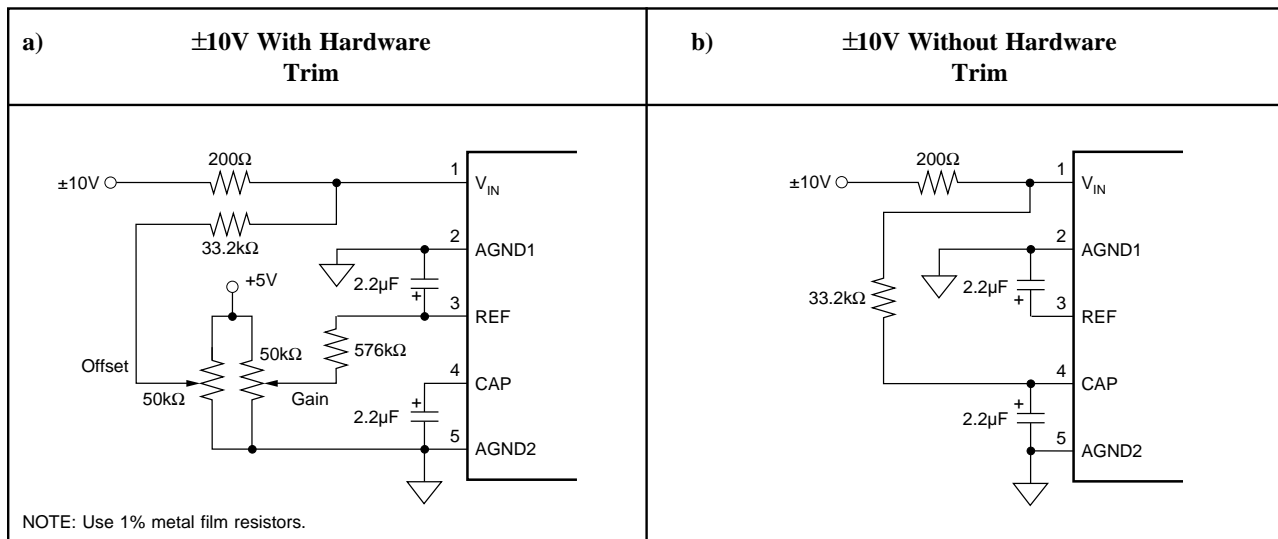 a)
±10V With Hardware
Trim
b)
±10V Without Hardware
Trim
200Ω
1
±10V
V_IN
33.2kΩ
2
AGND1
+5V
2.2µF
+
3
REF
50kΩ
576kΩ
Offset
4
CAP
50kΩ
Gain
+
2.2µF
5
AGND2
NOTE: Use 1% metal film resistors.
200Ω
1
±10V
V_IN
2
AGND1
2.2µF
33.2kΩ
+
3
REF
4
CAP
+
2.2µF
5
AGND2